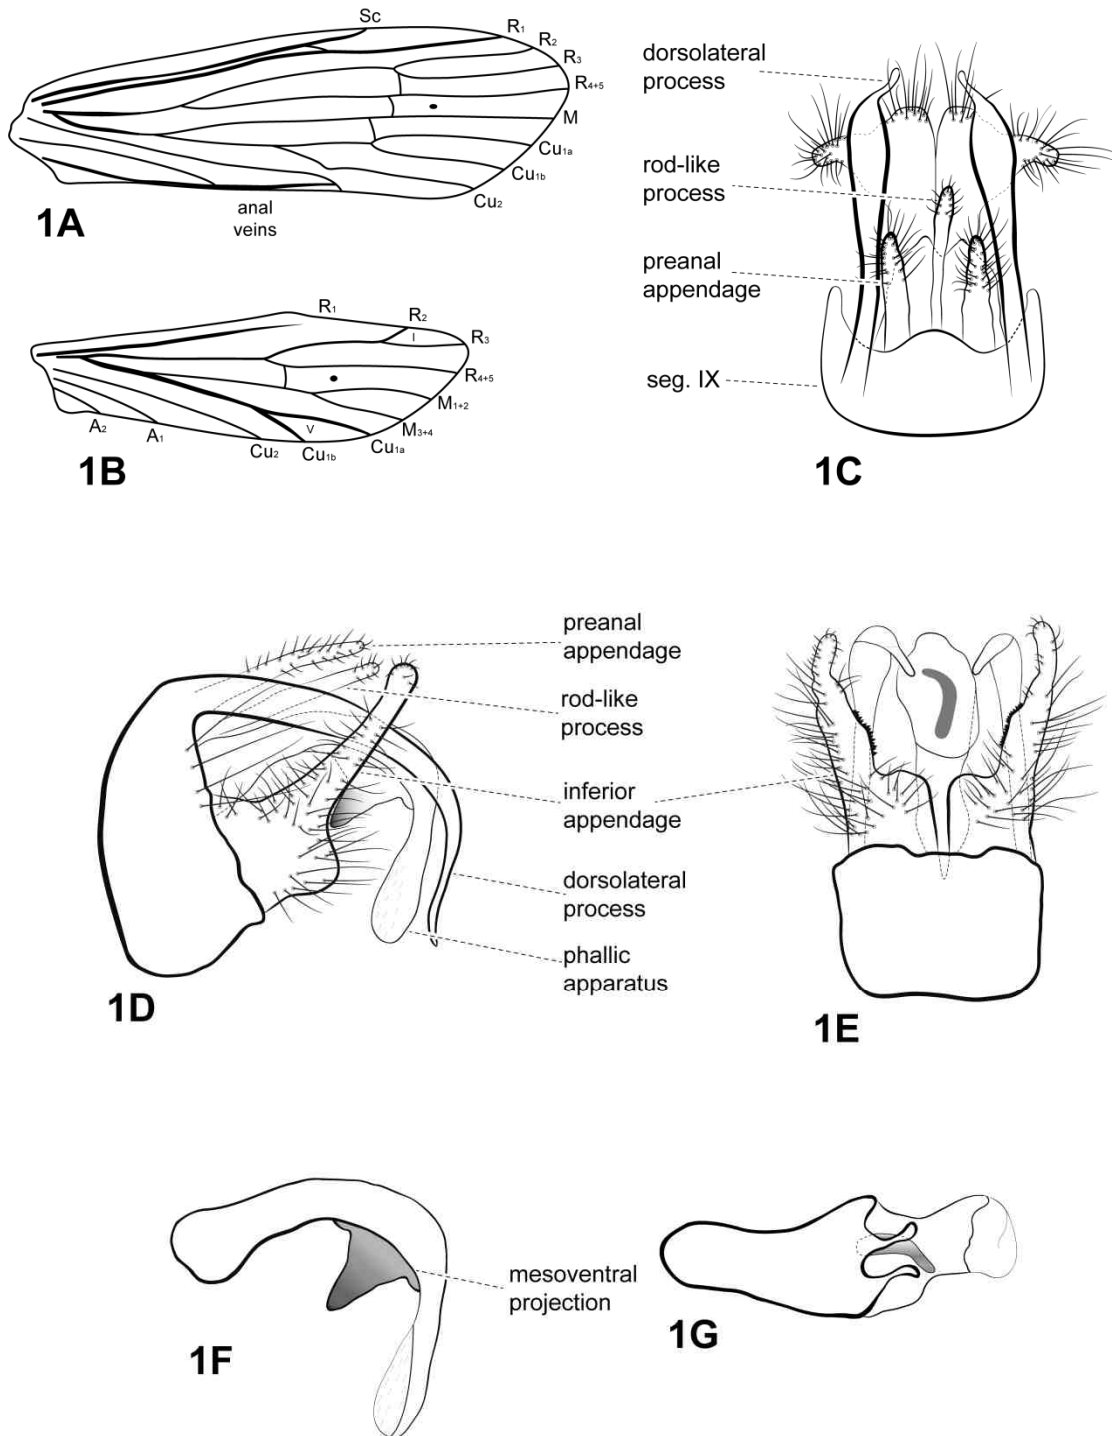 Sc
R1
R2
R3
R4+5
M
Cu1a
Cu1b
Cu2
anal
veins
1A
R1
R2
I
R3
R4+5
M1+2
M3+4
Cu1a
V
Cu1b
Cu2
A1
A2
1B
dorsolateral
process
rod-like
process
preanal
appendage
seg. IX
1C
preanal
appendage
rod-like
process
inferior
appendage
dorsolateral
process
phallic
apparatus
1D
1E
mesoventral
projection
1F
1G